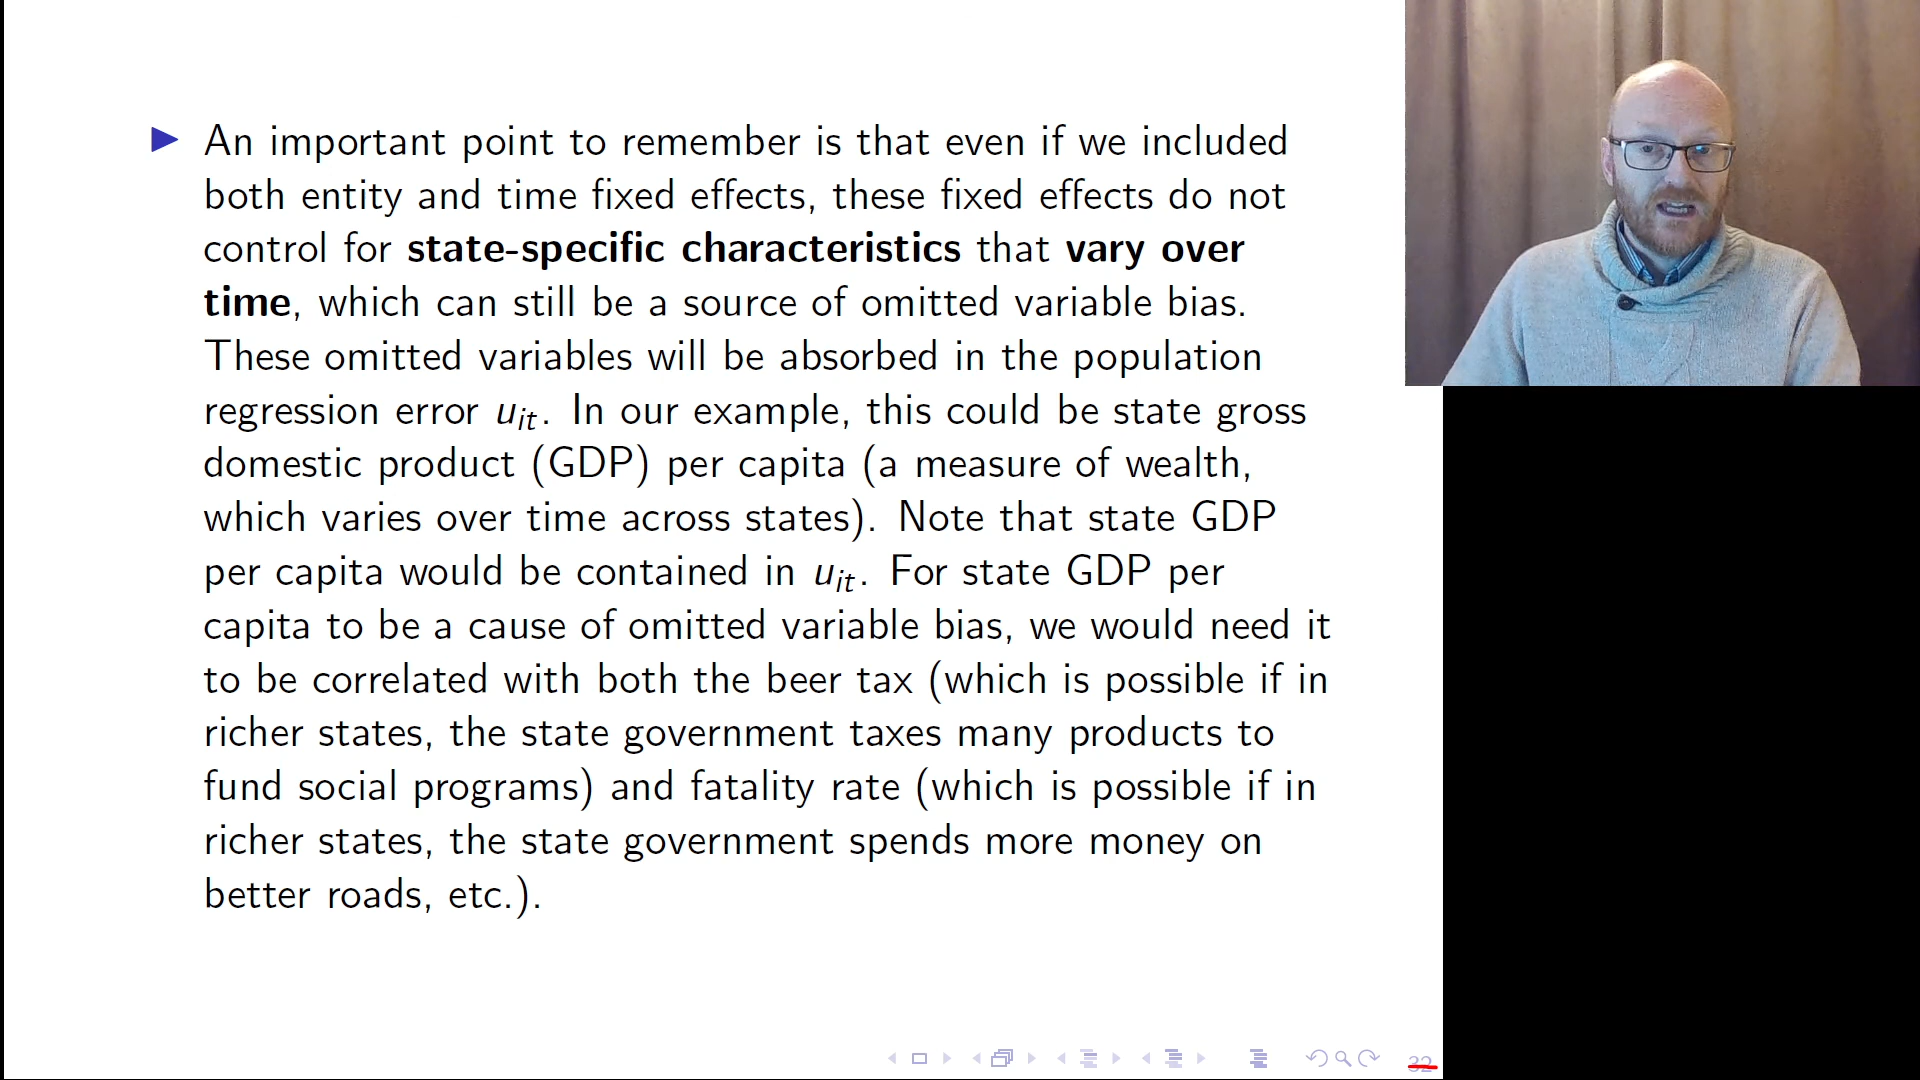 An important point to remember is that even if we included
both entity and time fixed effects, these fixed effects do not
control for state-specific characteristics that vary over
time, which can still be a source of omitted variable bias.
These omitted variables will be absorbed in the population
regression error u_it. In our example, this could be state gross
domestic product (GDP) per capita (a measure of wealth,
which varies over time across states). Note that state GDP
per capita would be contained in u_it. For state GDP per
capita to be a cause of omitted variable bias, we would need it
to be correlated with both the beer tax (which is possible if in
richer states, the state government taxes many products to
fund social programs) and fatality rate (which is possible if in
richer states, the state government spends more money on
better roads, etc.).
32